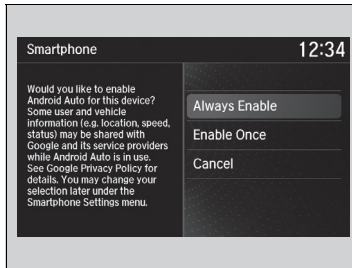 Smartphone
12:34
Would you like to enable
Android Auto for this device?
Some user and vehicle
information (e.g. location, speed,
status) may be shared with
Google and its service providers
while Android Auto is in use.
See Google Privacy Policy for
details. You may change your
selection later under the
Smartphone Settings menu.
Always Enable
Enable Once
Cancel